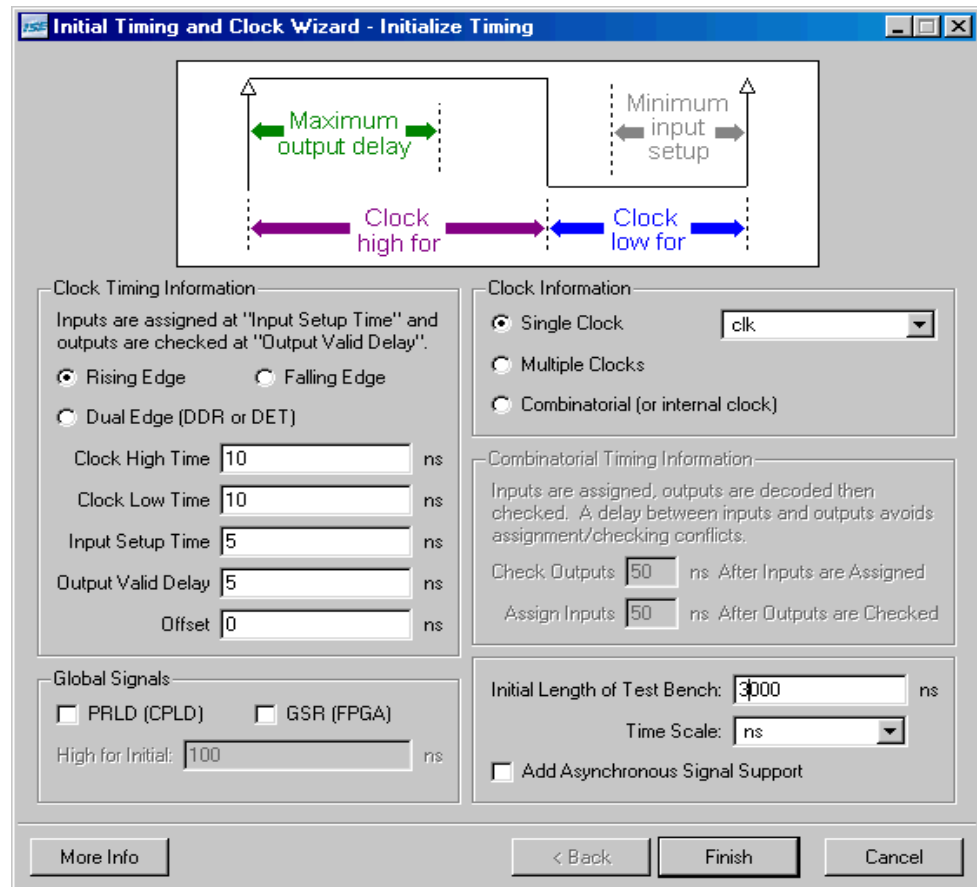 ISE Initial Timing and Clock Wizard - Initialize Timing
Maximum
output delay
Minimum
input
setup
Clock
high for
Clock
low for
Clock Timing Information
Inputs are assigned at "Input Setup Time" and
outputs are checked at "Output Valid Delay".
Rising Edge Falling Edge
Dual Edge (DDR or DET)
Clock High Time 10 ns
Clock Low Time 10 ns
Input Setup Time 5 ns
Output Valid Delay 5 ns
Offset 0 ns
Global Signals
PRLD (CPLD) GSR (FPGA)
High for Initial: 100 ns
Clock Information
Single Clock clk
Multiple Clocks
Combinatorial (or internal clock)
Combinatorial Timing Information
Inputs are assigned, outputs are decoded then
checked. A delay between inputs and outputs avoids
assignment/checking conflicts.
Check Outputs 50 ns After Inputs are Assigned
Assign Inputs 50 ns After Outputs are Checked
Initial Length of Test Bench: 3000 ns
Time Scale: ns
Add Asynchronous Signal Support
More Info < Back Finish Cancel